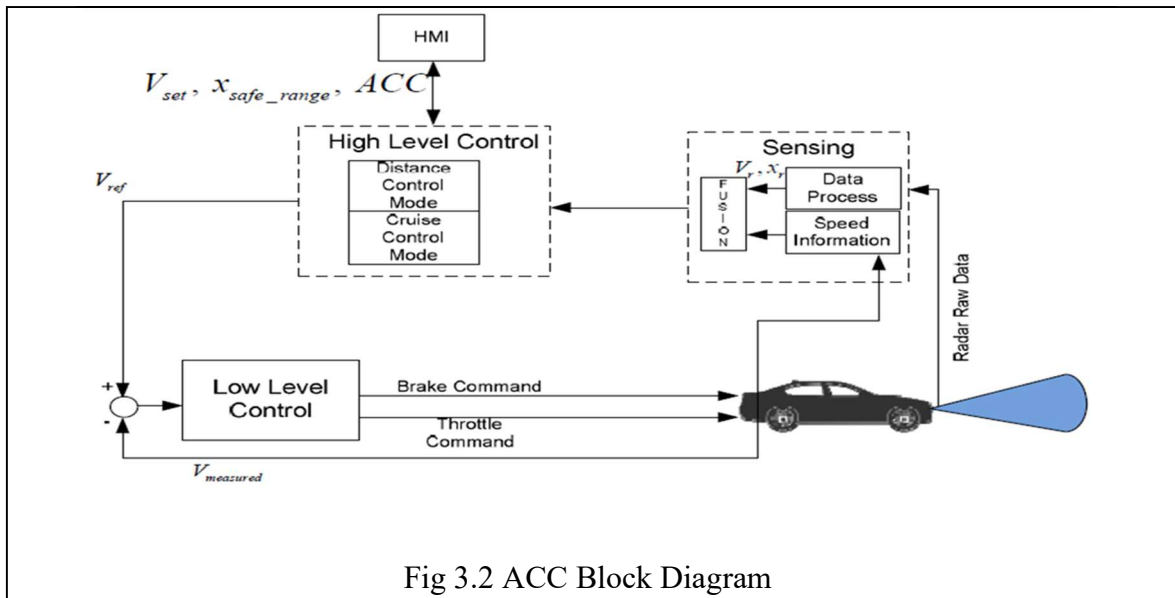 HMI
V_set, x_safe_range, ACC
High Level Control
Distance
Control
Mode
Cruise
Control
Mode
Sensing
V_r, x_r
F
U
S
I
O
N
Data
Process
Speed
Information
V_ref
Radar Raw Data
+
-
Low Level
Control
Brake Command
Throttle
Command
V_measured
Fig 3.2 ACC Block Diagram